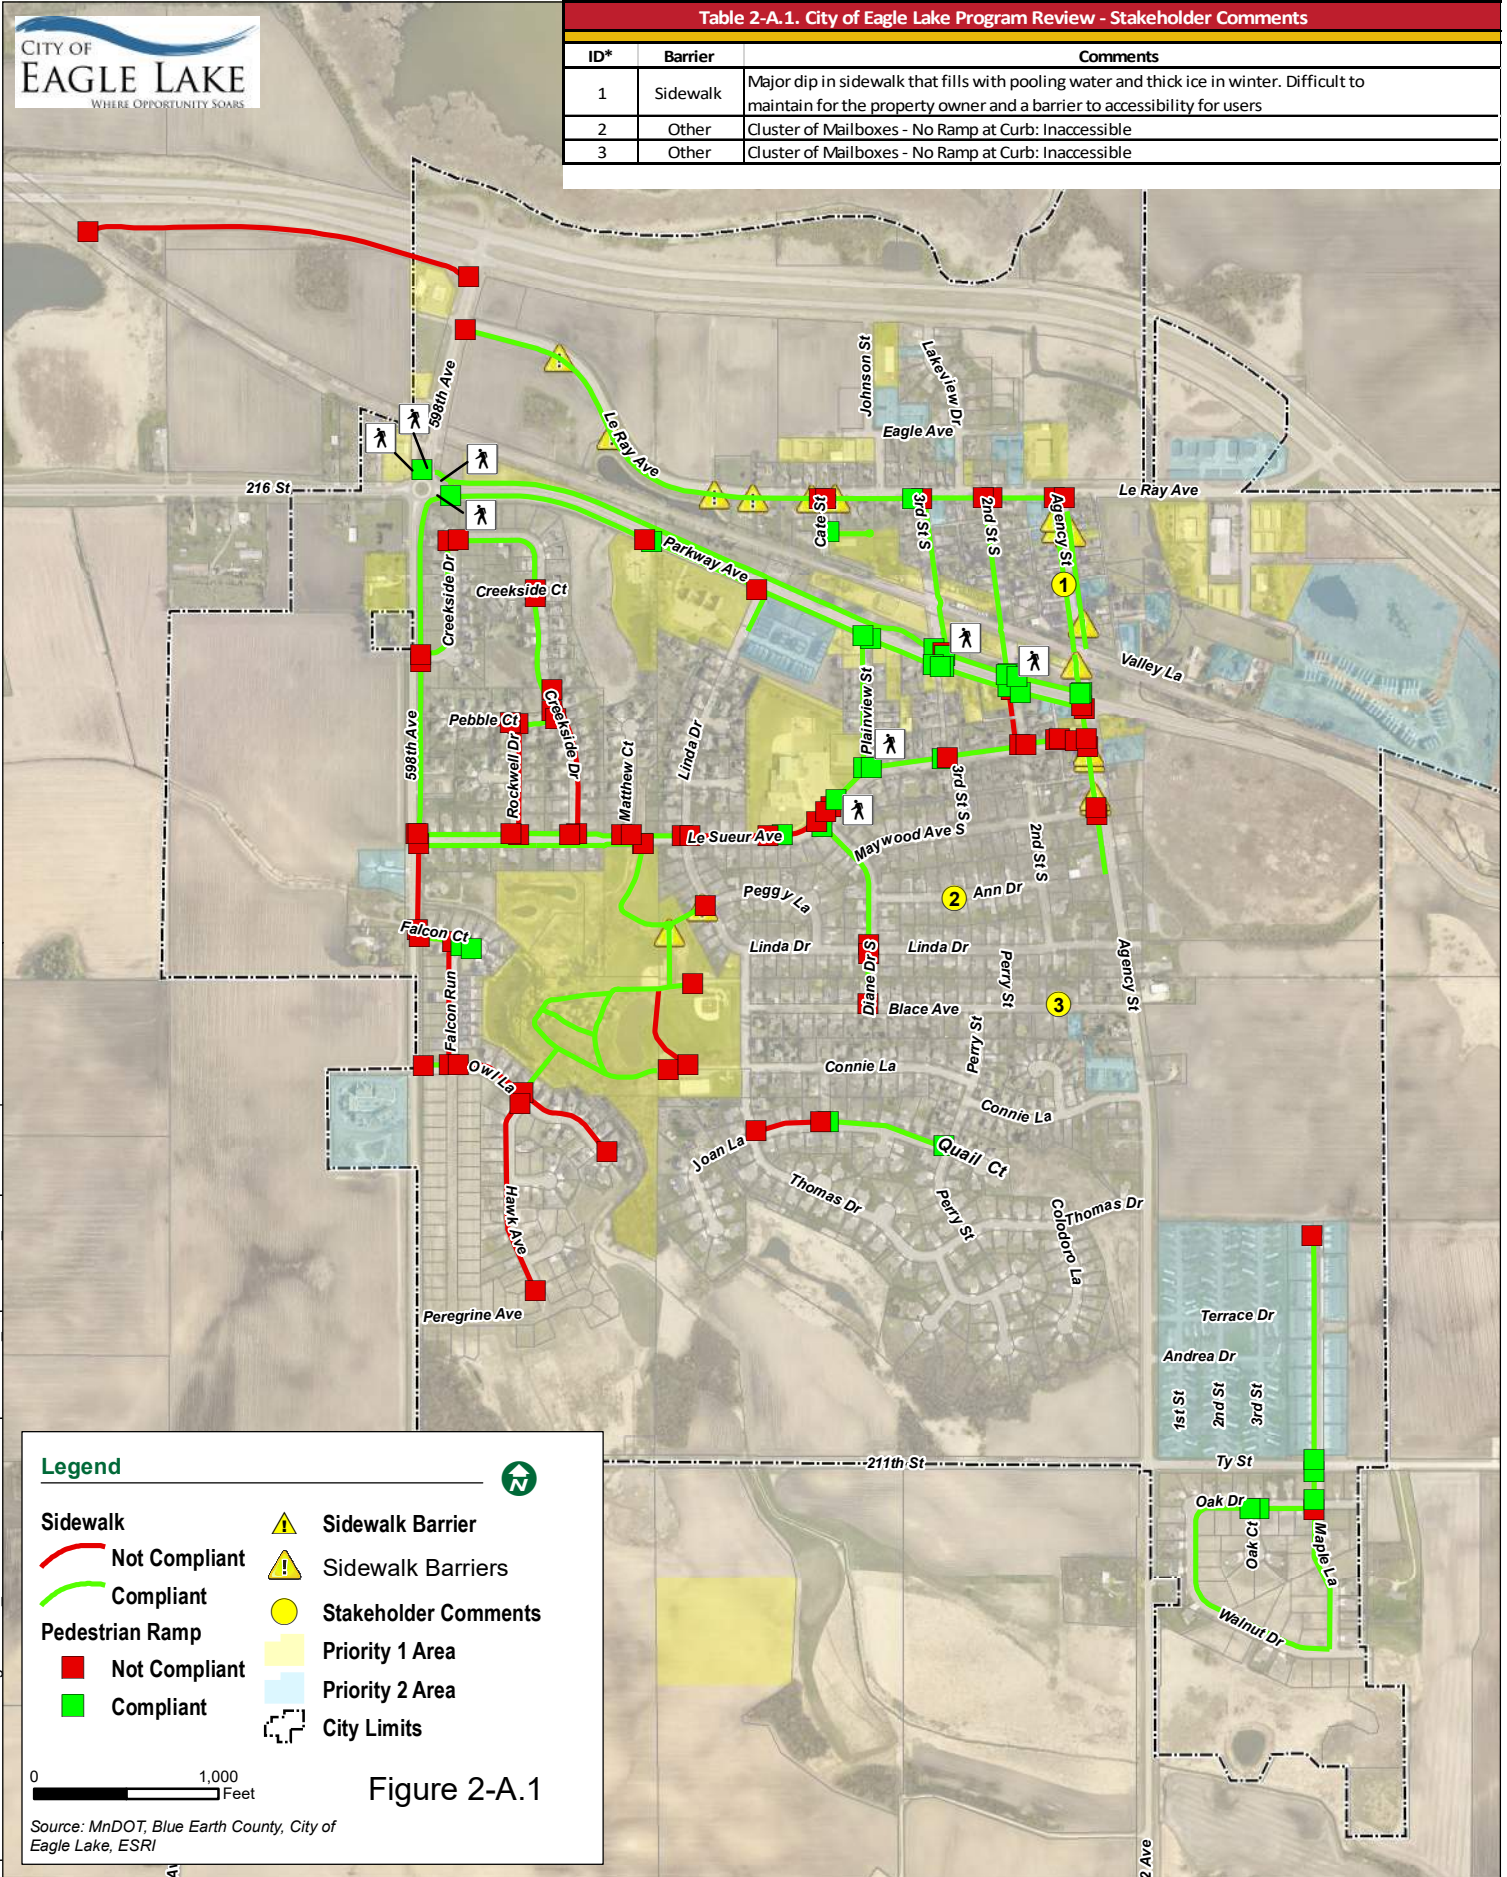 CITY OF
EAGLE LAKE
WHERE OPPORTUNITY SOARS
Table 2-A.1. City of Eagle Lake Program Review - Stakeholder Comments
ID* Barrier Comments
1 Sidewalk Major dip in sidewalk that fills with pooling water and thick ice in winter. Difficult to
maintain for the property owner and a barrier to accessibility for users
2 Other Cluster of Mailboxes - No Ramp at Curb: Inaccessible
3 Other Cluster of Mailboxes - No Ramp at Curb: Inaccessible
598th Ave
Johnson St
Lakeview Dr
Eagle Ave
Le Ray Ave
216 St
Le Ray Ave
Cate St
3rd St S
2nd St S
Agency St
Parkway Ave
Creekside Dr
Creekside Ct
1
Valley La
Plainview St
598th Ave
Pebble Ct
Rockwell Dr
Creekside Dr
Matthew Ct
Linda Dr
3rd St S
Le Sueur Ave
Maywood Ave S
2nd St S
Peggy La
2
Ann Dr
Falcon Ct
Linda Dr
Diane Dr S
Linda Dr
Perry St
Agency St
Falcon Run
Blace Ave
3
Perry St
Owl La
Connie La
Connie La
Joan La
Quail Ct
Thomas Dr
Perry St
Colodoro La
Thomas Dr
Hawk Ave
Peregrine Ave
Terrace Dr
Andrea Dr
1st St
2nd St
3rd St
211th St
Ty St
Oak Dr
Oak Ct
Maple La
Walnut Dr
2 Ave
Legend
N
Sidewalk
Not Compliant
Compliant
Pedestrian Ramp
Not Compliant
Compliant
Sidewalk Barrier
Sidewalk Barriers
Stakeholder Comments
Priority 1 Area
Priority 2 Area
City Limits
0 1,000
Feet
Figure 2-A.1
Source: MnDOT, Blue Earth County, City of
Eagle Lake, ESRI